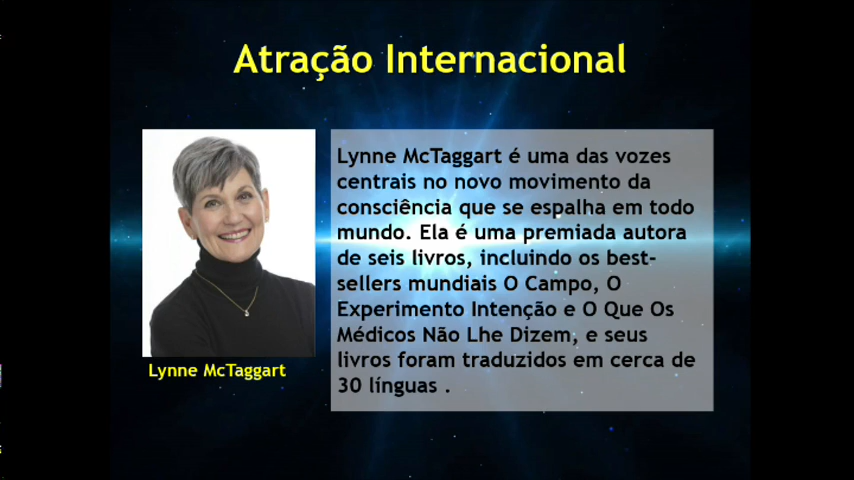 Atração Internacional
Lynne McTaggart é uma das vozes
centrais no novo movimento da
consciência que se espalha em todo
mundo. Ela é uma premiada autora
de seis livros, incluindo os best-
sellers mundiais O Campo, O
Experimento Intenção e O Que Os
Médicos Não Lhe Dizem, e seus
livros foram traduzidos em cerca de
30 línguas .
Lynne McTaggart